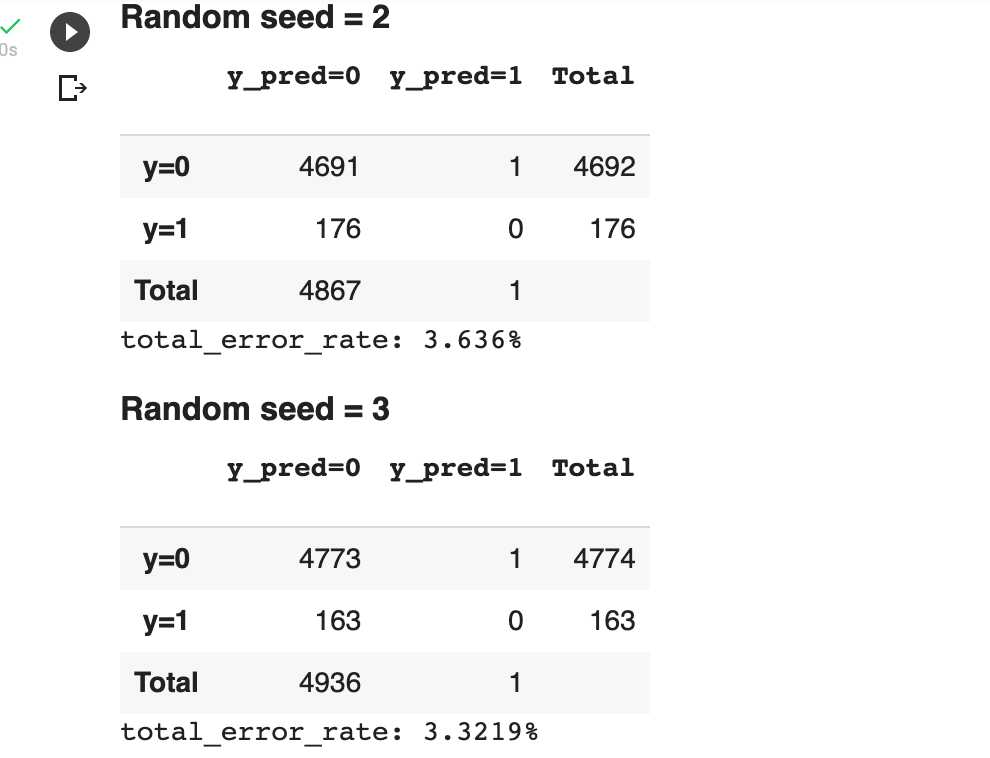 Random seed = 2
0s
y_pred=0 y_pred=1 Total
y=0 4691 1 4692
y=1 176 0 176
Total 4867 1
total_error_rate: 3.636%
Random seed = 3
y_pred=0 y_pred=1 Total
y=0 4773 1 4774
y=1 163 0 163
Total 4936 1
total_error_rate: 3.3219%